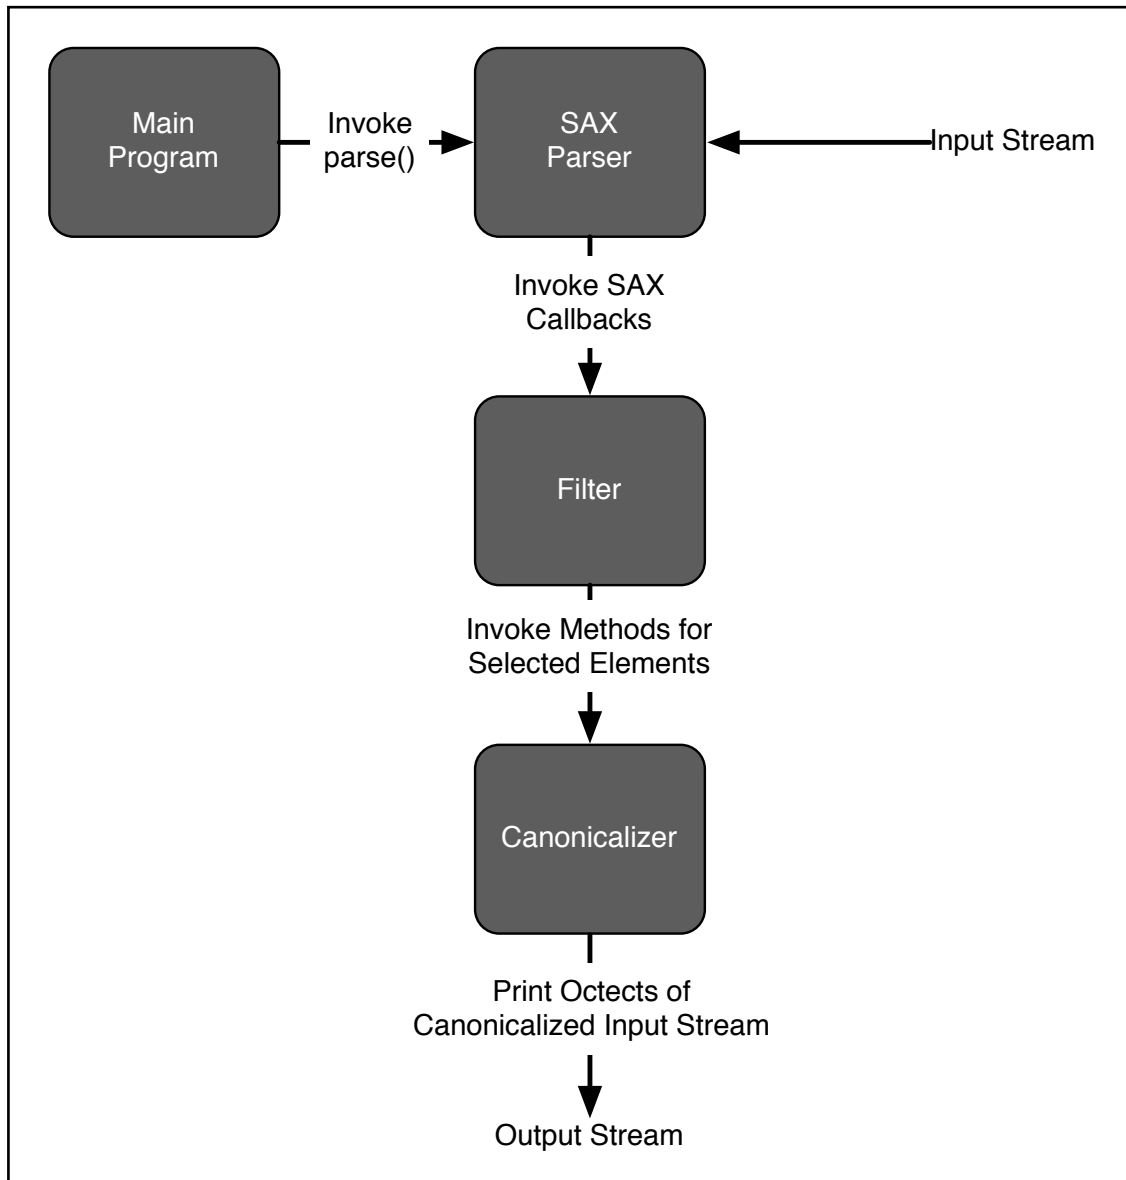 Main
Program
Invoke
parse()
SAX
Parser
Input Stream
Invoke SAX
Callbacks
Filter
Invoke Methods for
Selected Elements
Canonicalizer
Print Octects of
Canonicalized Input Stream
Output Stream